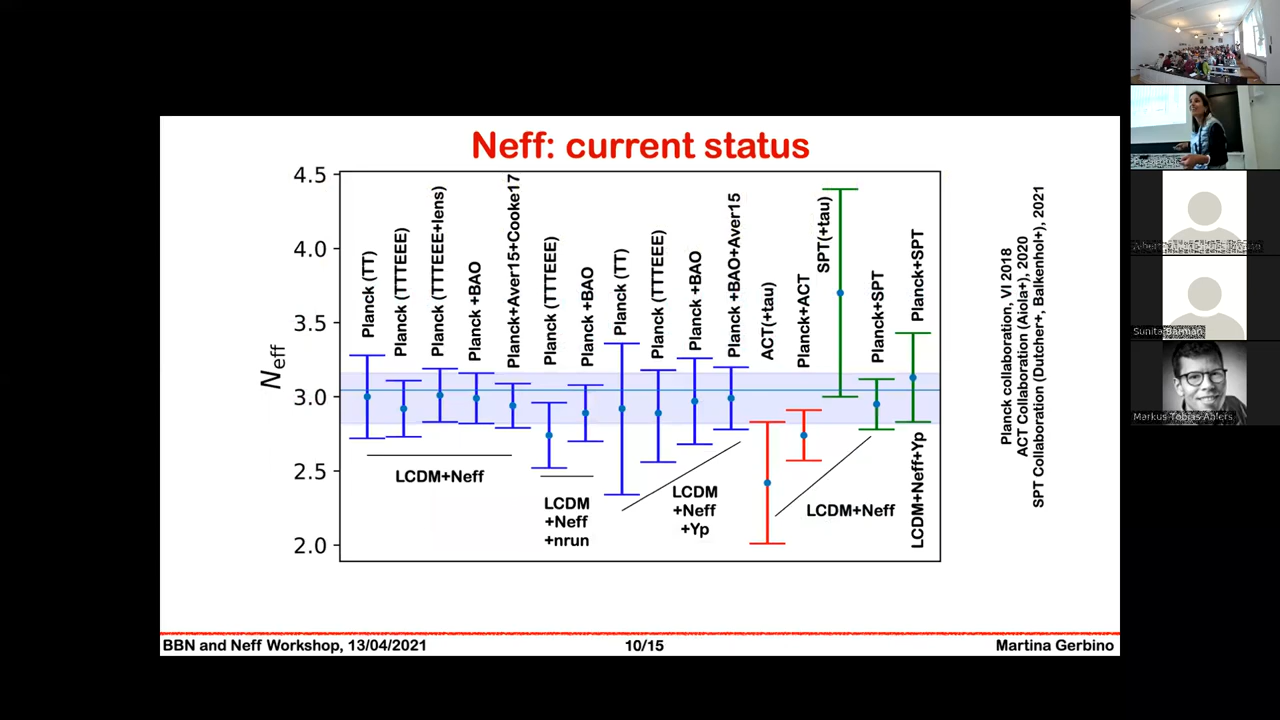 Neff: current status
4.5
4.0
3.5
3.0
2.5
2.0
Neff
Planck (TT)
Planck (TTTEEE)
Planck (TTTEEE+lens)
Planck +BAO
Planck+Aver15+Cooke17
Planck (TTTEEE)
Planck +BAO
Planck (TT)
Planck (TTTEEE)
Planck +BAO
Planck +BAO+Aver15
ACT(+tau)
Planck+ACT
SPT(+tau)
Planck+SPT
Planck+SPT
LCDM+Neff
LCDM
+Neff
+nrun
LCDM
+Neff
+Yp
LCDM+Neff
LCDM+Neff+Yp
Planck collaboration, VI 2018
ACT Collaboration (Aiola+), 2020
SPT Collaboration (Dutcher+, Balkenhol+), 2021
BBN and Neff Workshop, 13/04/2021
10/15
Martina Gerbino
Sunita Barman
Markus Tobias Ahlers